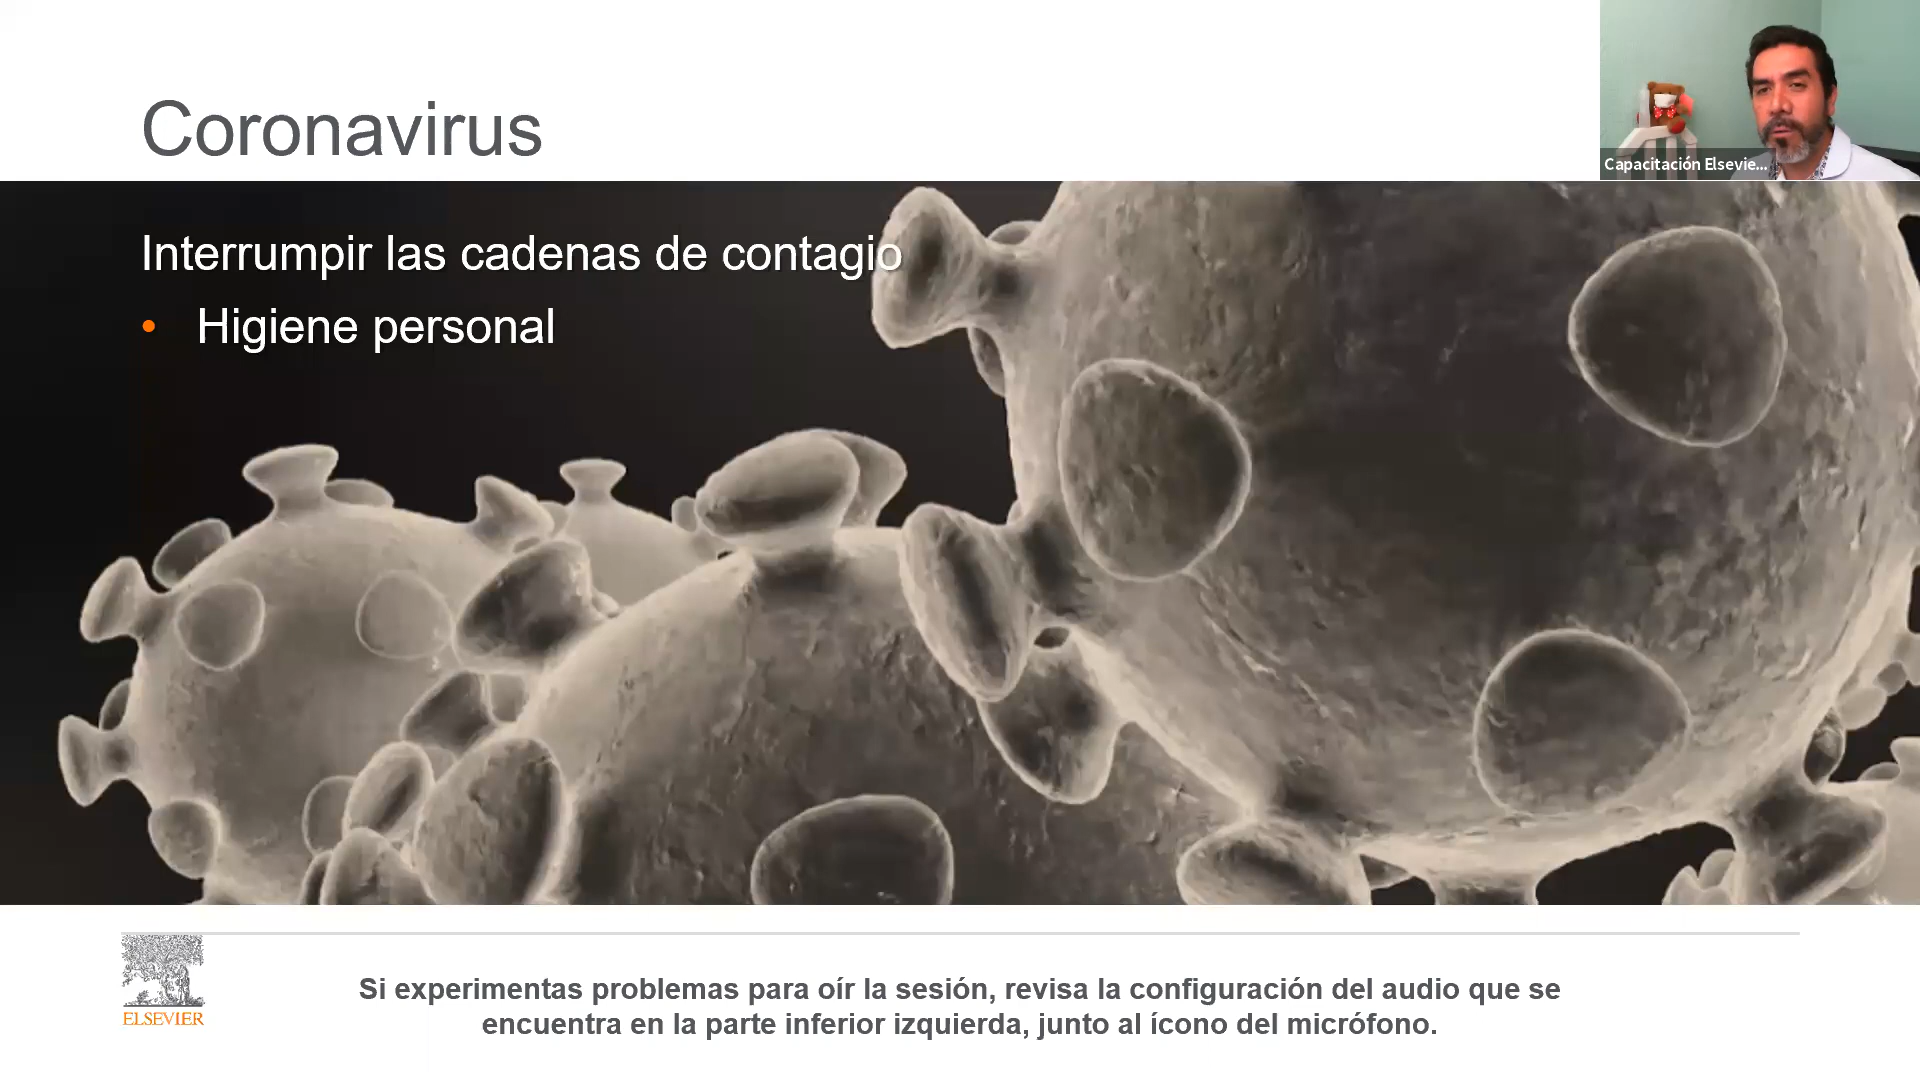 Coronavirus
Capacitación Elsevie...
Interrumpir las cadenas de contagio
• Higiene personal
ELSEVIER
Si experimentas problemas para oír la sesión, revisa la configuración del audio que se
encuentra en la parte inferior izquierda, junto al ícono del micrófono.